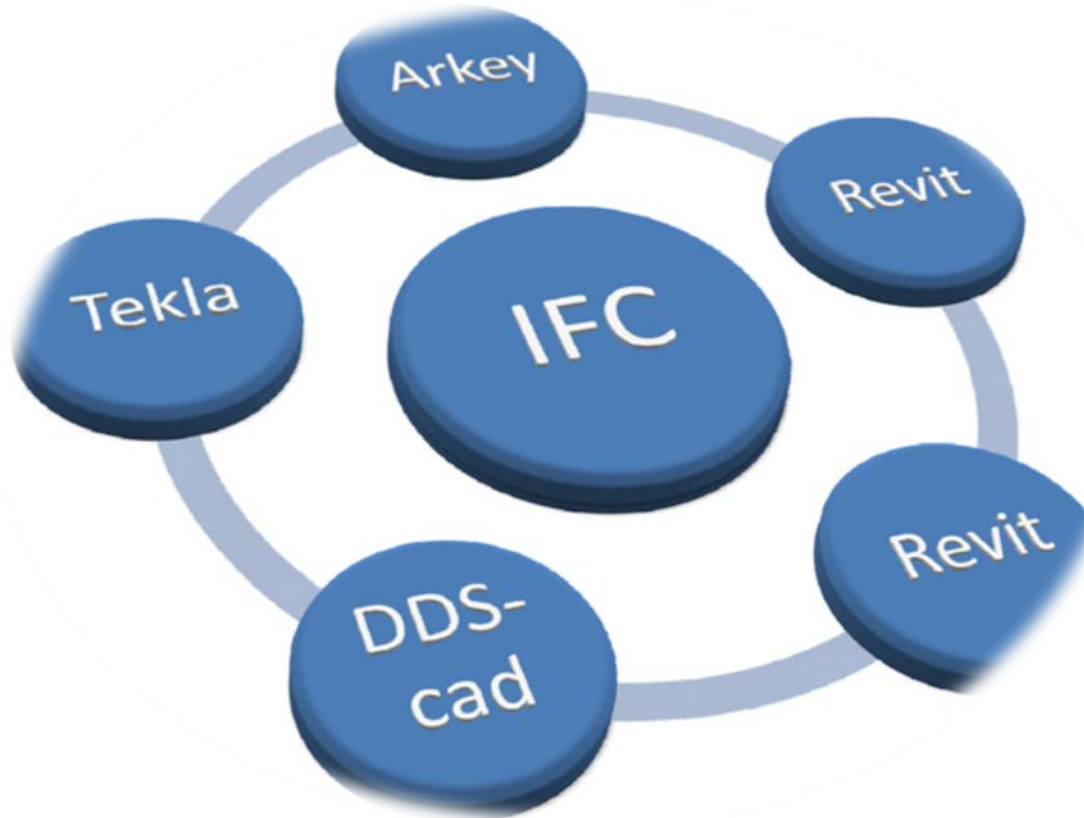 Arkey
Revit
Tekla
IFC
Revit
DDS-
cad